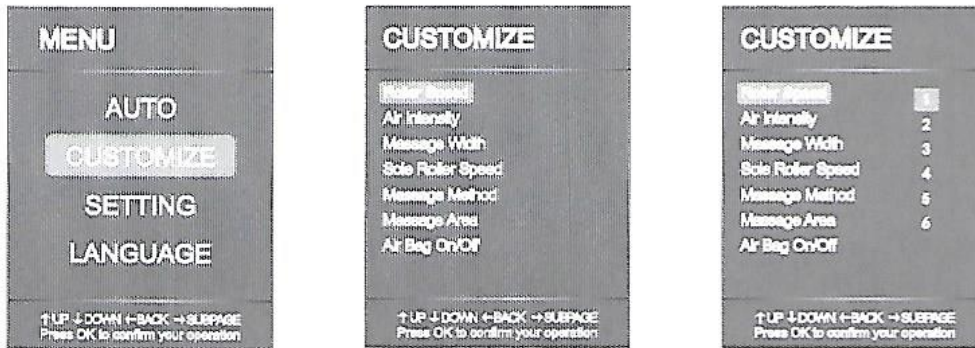 MENU
AUTO
CUSTOMIZE
SETTING
LANGUAGE
↑UP ↓DOWN ←BACK →SUBPAGE
Press OK to confirm your operation
CUSTOMIZE
Roller Speed
Air Intensity
Massage Width
Sole Roller Speed
Massage Method
Massage Area
Air Bag On/Off
↑UP ↓DOWN ←BACK →SUBPAGE
Press OK to confirm your operation
CUSTOMIZE
Roller Speed 1
Air Intensity 2
Massage Width 3
Sole Roller Speed 4
Massage Method 5
Massage Area 6
Air Bag On/Off
↑UP ↓DOWN ←BACK →SUBPAGE
Press OK to confirm your operation